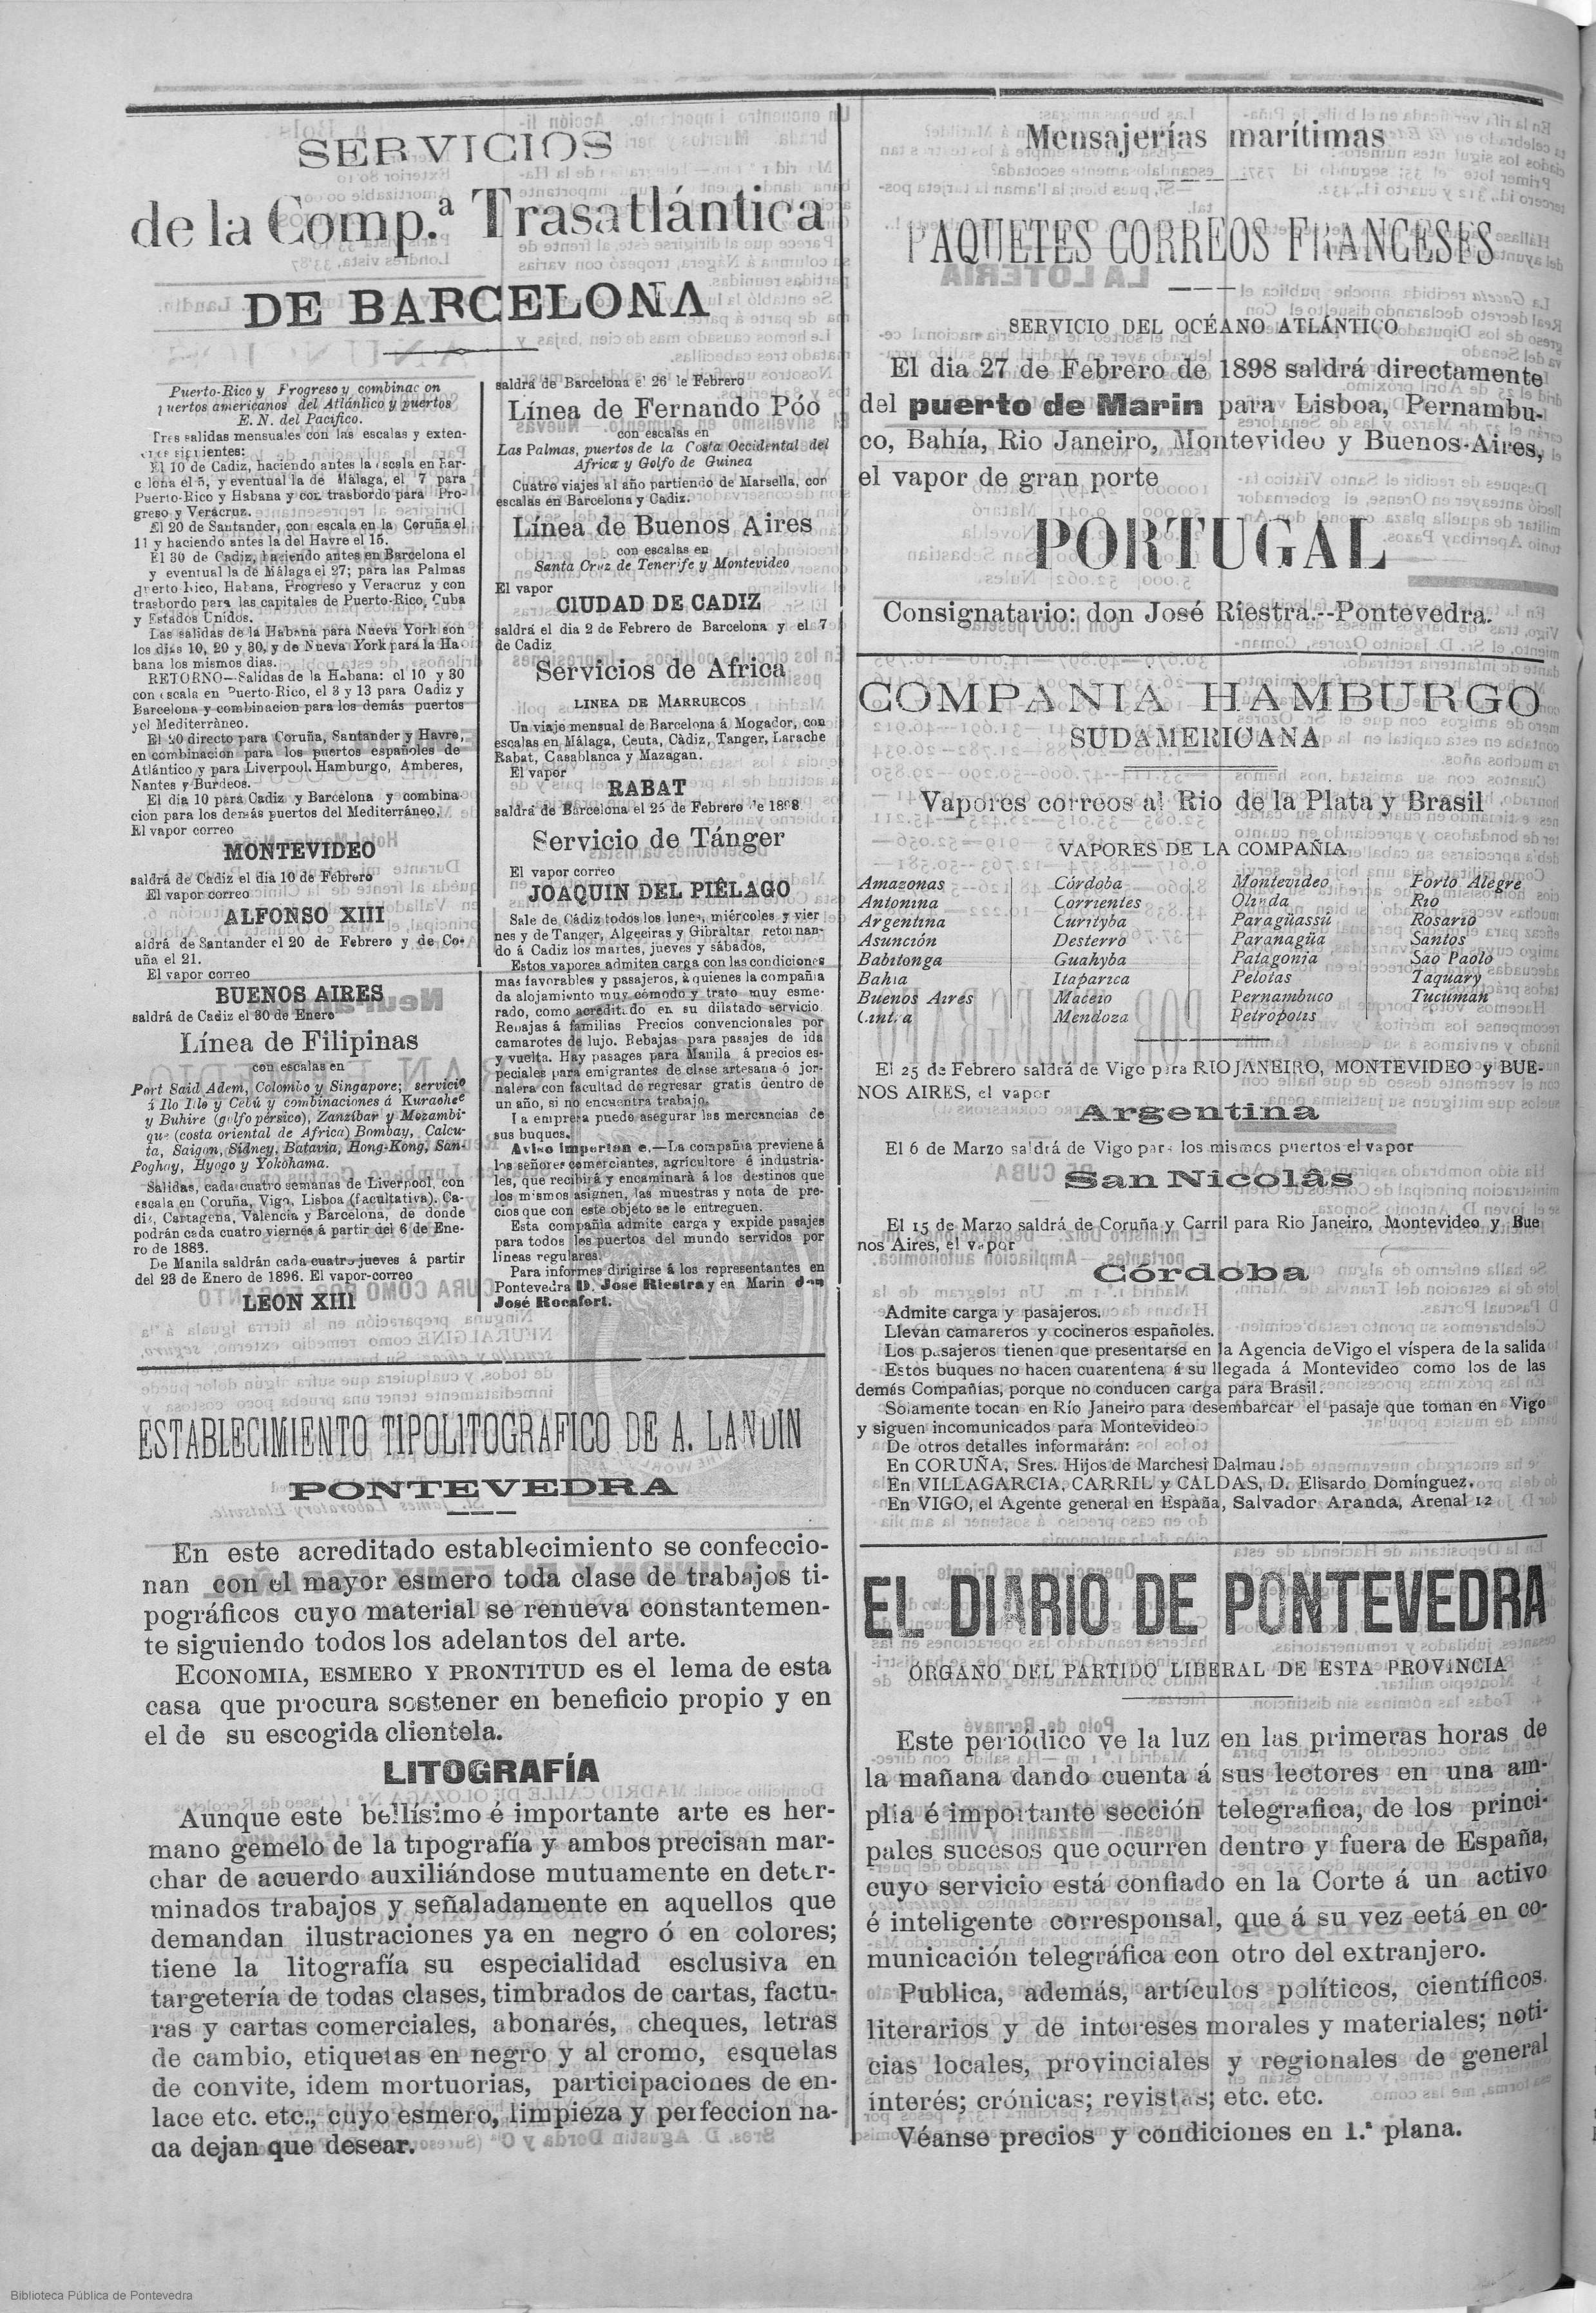 SERVICIOS
de la Comp.ª Trasatlántica
DE BARCELONA
Puerto-Rico y Progreso y combinac on
puertos americanos del Atlántico y puertos
E. N. del Pacifico.
Tres salidas mensuales con las escalas y exten-
siguientes:
El 10 de Cadiz, haciendo antes la escala en Bar-
c lona el 5, y eventual la de Málaga, el 7 para
Puerto-Rico y Habana y con trasbordo para Pro-
greso y Veracruz.
El 20 de Santander, con escala en la Coruña el
11 y haciendo antes la del Havre el 15.
El 30 de Cadiz, haciendo antes en Barcelona el
y eventual la de Málaga el 27; para las Palmas
Puerto Rico, Habana, Progreso y Veracruz y con
trasbordo para las capitales de Puerto-Rico, Cuba
y Estados Unidos.
Las salidas de la Habana para Nueva York son
los dias 10, 20 y 30, y de Nueva York para la Ha-
bana los mismos dias.
RETORNO—Salidas de la Habana: el 10 y 30
con escala en Puerto-Rico, el 3 y 13 para Cadiz y
Barcelona y combinacion para los demás puertos
del Mediterràneo.
El 20 directo para Coruña, Santander y Havre,
en combinacion para los puertos españoles de
Atlántico y para Liverpool. Hamburgo, Amberes,
Nantes y Burdeos.
El día 10 para Cadiz y Barcelona y combina-
cion para los demás puertos del Mediterráneo,
El vapor correo
MONTEVIDEO
saldrá de Cadiz el dia 10 de Febrero
El vapor correo
ALFONSO XIII
aldrá de Santander el 20 de Febrero y de Co-
uña el 21.
El vapor correo
BUENOS AIRES
saldrá de Cadiz el 30 de Enero
Línea de Filipinas
con escalas en
Port Said Adem, Colombo y Singapore; servicio
á Ilo Ilo y Cebú y combinaciones á Kurachee
y Buhire (golfo pérsico), Zanzíbar y Mozambi-
que (costa oriental de Africa) Bombay, Calcu-
ta, Saigon, Sidney, Batavia, Hong-Kong, San-
Poghay, Hyogo y Yokohama.
Salidas, cada cuatro semanas de Liverpool, con
escala en Coruña, Vigo, Lisboa (facultativa). Ca-
diz, Cartagena, Valencia y Barcelona, de donde
podrán cada cuatro viernes á partir del 6 de Ene-
ro de 1883.
De Manila saldrán cada cuatro jueves á partir
del 23 de Enero de 1896. El vapor-correo
LEON XIII
saldrá de Barcelona el 26 de Febrero
Línea de Fernando Póo
con escalas en
Las Palmas, puertos de la Costa Occidental del
Africa y Golfo de Guinea
Cuatro viajes al año partiendo de Marsella, con
escalas en Barcelona y Cadiz.
Línea de Buenos Aires
con escalas en
Santa Cruz de Tenerife y Montevideo
El vapor
CIUDAD DE CADIZ
saldrá el dia 2 de Febrero de Barcelona y el 7
de Cadiz
Servicios de Africa
LINEA DE MARRUECOS
Un viaje mensual de Barcelona á Mogador, con
escalas en Málaga, Ceuta, Càdiz, Tanger, Larache
Rabat, Casablanca y Mazagan.
El vapor
RABAT
saldrá de Barcelona el 25 de Febrero de 1898
Servicio de Tánger
El vapor correo
JOAQUIN DEL PIÉLAGO
Sale de Cádiz todos los lunes, miércoles y vier
nes y de Tanger, Algeciras y Gibraltar, retornan-
do á Cadiz los martes, jueves y sábados,
Estos vapores admiten carga con las condiciones
mas favorables y pasajeros, à quienes la compañia
da alojamiento muy cómodo y trato muy esme-
rado, como acreditado en su dilatado servicio
Rebajas á familias Precios convencionales por
camarotes de lujo. Rebajas para pasajes de ida
y vuelta. Hay pasages para Manila á precios es-
peciales para emigrantes de clase artesana ó jor-
nalera con facultad de regresar gratis dentro de
un año, si no encuentra trabajo.
La empresa puede asegurar las mercancias de
sus buques.
Aviso importan e.—La compañia previene á
los señores comerciantes, agricultore é industria-
les, que recibirá y encaminará á los destinos que
los mismos asignen, las muestras y nota de pre-
cios que con este objeto se le entreguen.
Esta compañia admite carga y expide pasajes
para todos los puertos del mundo servidos por
lineas regulares.
Para informes dirigirse á los representantes en
Pontevedra D. José Riestra y en Marin don
José Rocafort.
ESTABLECIMIENTO TIPOLITOGRAFICO DE A. LANDIN
PONTEVEDRA
En este acreditado establecimiento se confeccio-
nan con el mayor esmero toda clase de trabajos ti-
pográficos cuyo material se renueva constantemen-
te siguiendo todos los adelantos del arte.
ECONOMIA, ESMERO Y PRONTITUD es el lema de esta
casa que procura sostener en beneficio propio y en
el de su escogida clientela.
LITOGRAFÍA
Aunque este bellísimo é importante arte es her-
mano gemelo de la tipografía y ambos precisan mar-
char de acuerdo auxiliándose mutuamente en deter-
minados trabajos y señaladamente en aquellos que
demandan ilustraciones ya en negro ó en colores;
tiene la litografía su especialidad esclusiva en
targetería de todas clases, timbrados de cartas, factu-
ras y cartas comerciales, abonarés, cheques, letras
de cambio, etiquetas en negro y al cromo, esquelas
de convite, idem mortuorias, participaciones de en-
lace etc. etc., cuyo esmero, limpieza y perfeccion na-
da dejan que desear.
Mensajerías marítimas
PAQUETES CORREOS FRANCESES
SERVICIO DEL OCÉANO ATLÁNTICO
El dia 27 de Febrero de 1898 saldrá directamente
del puerto de Marin para Lisboa, Pernambu-
co, Bahía, Rio Janeiro, Montevideo y Buenos-Aires,
el vapor de gran porte
PORTUGAL
Consignatario: don José Riestra.--Pontevedra.
COMPANIA HAMBURGO
SUDAMERICANA
Vapores correos al Rio de la Plata y Brasil
VAPORES DE LA COMPAÑIA
Amazonas Córdoba Montevideo Porto Alegre
Antonina Corrientes Olinda Rio
Argentina Curityba Paragüassú Rosario
Asunción Desterro Paranagüa Santos
Babitonga Guahyba Patagonia Sao Paolo
Bahia Itaparica Pelotas Taquary
Buenos Aires Maceio Pernambuco Tucúman
Cintra Mendoza Petrópolis
El 25 de Febrero saldrá de Vigo para RIO JANEIRO, MONTEVIDEO y BUE-
NOS AIRES, el vapor
Argentina
El 6 de Marzo saldrá de Vigo para los mismos puertos el vapor
San Nicolâs
El 15 de Marzo saldrá de Coruña y Carril para Rio Janeiro, Montevideo y Bue
nos Aires, el vapor
Córdoba
Admite carga y pasajeros.
Llevan camareros y cocineros españoles.
Los pasajeros tienen que presentarse en la Agencia de Vigo el víspera de la salida
Estos buques no hacen cuarentena á su llegada á Montevideo como los de las
demás Compañias, porque no conducen carga para Brasil.
Solamente tocan en Río Janeiro para desembarcar el pasaje que toman en Vigo
y siguen incomunicados para Montevideo
De otros detalles informarán:
En CORUÑA, Sres. Hijos de Marchesi Dalmau.
En VILLAGARCIA, CARRIL y CALDAS, D. Elisardo Domínguez.
En VIGO, el Agente general en España, Salvador Aranda, Arenal 12
EL DIARIO DE PONTEVEDRA
ÓRGANO DEL PARTIDO LIBERAL DE ESTA PROVINCIA
Este periódico ve la luz en las primeras horas de
la mañana dando cuenta á sus lectores en una am-
plia é importante sección telegrafica, de los princi-
pales sucesos que ocurren dentro y fuera de España,
cuyo servicio está confiado en la Corte á un activo
é inteligente corresponsal, que á su vez eetá en co-
municación telegráfica con otro del extranjero.
Publica, además, artículos políticos, científicos.
literarios y de intereses morales y materiales; noti-
cias locales, provinciales y regionales de general
interés; crónicas; revistas; etc. etc.
Véanse precios y condiciones en 1.ª plana.
Biblioteca Pública de Pontevedra